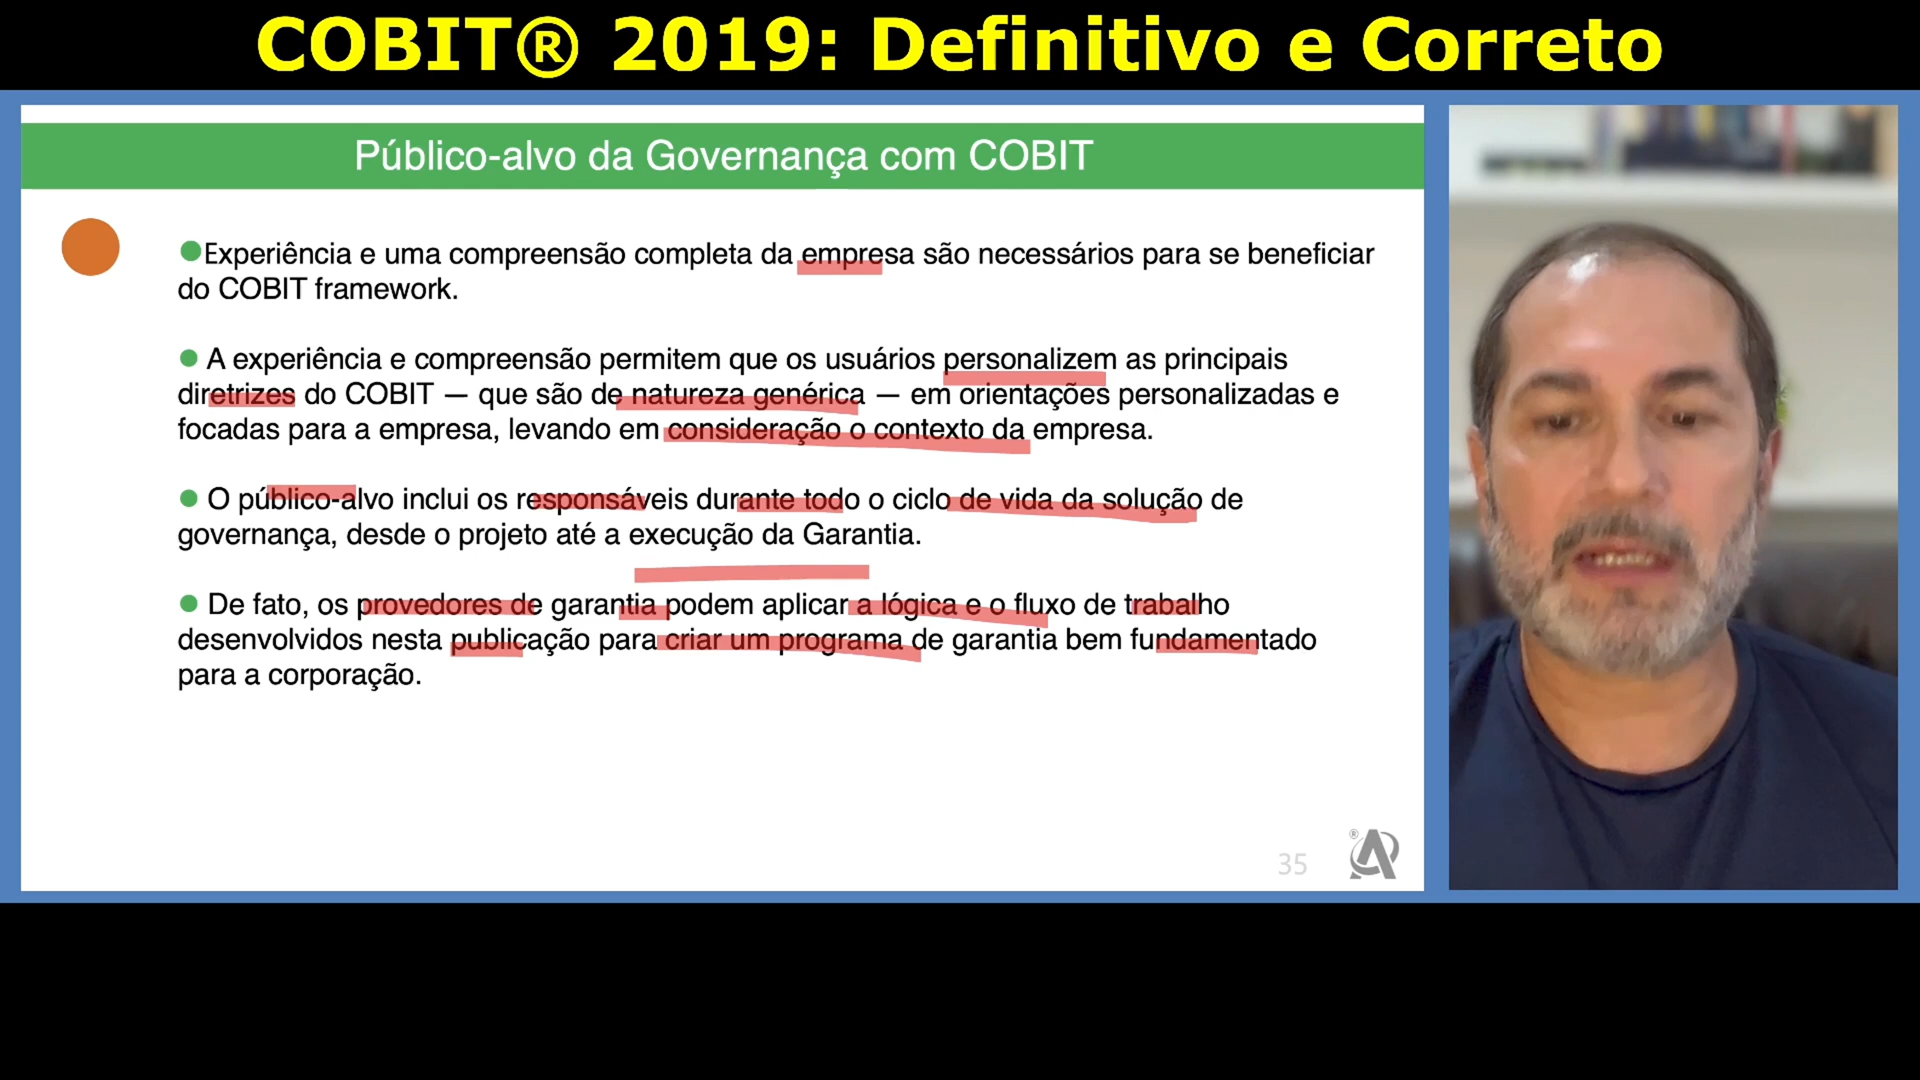 COBIT® 2019: Definitivo e Correto
Público-alvo da Governança com COBIT
Experiência e uma compreensão completa da empresa são necessários para se beneficiar
do COBIT framework.
A experiência e compreensão permitem que os usuários personalizem as principais
diretrizes do COBIT — que são de natureza genérica — em orientações personalizadas e
focadas para a empresa, levando em consideração o contexto da empresa.
O público-alvo inclui os responsáveis durante todo o ciclo de vida da solução de
governança, desde o projeto até a execução da Garantia.
De fato, os provedores de garantia podem aplicar a lógica e o fluxo de trabalho
desenvolvidos nesta publicação para criar um programa de garantia bem fundamentado
para a corporação.
35
®A